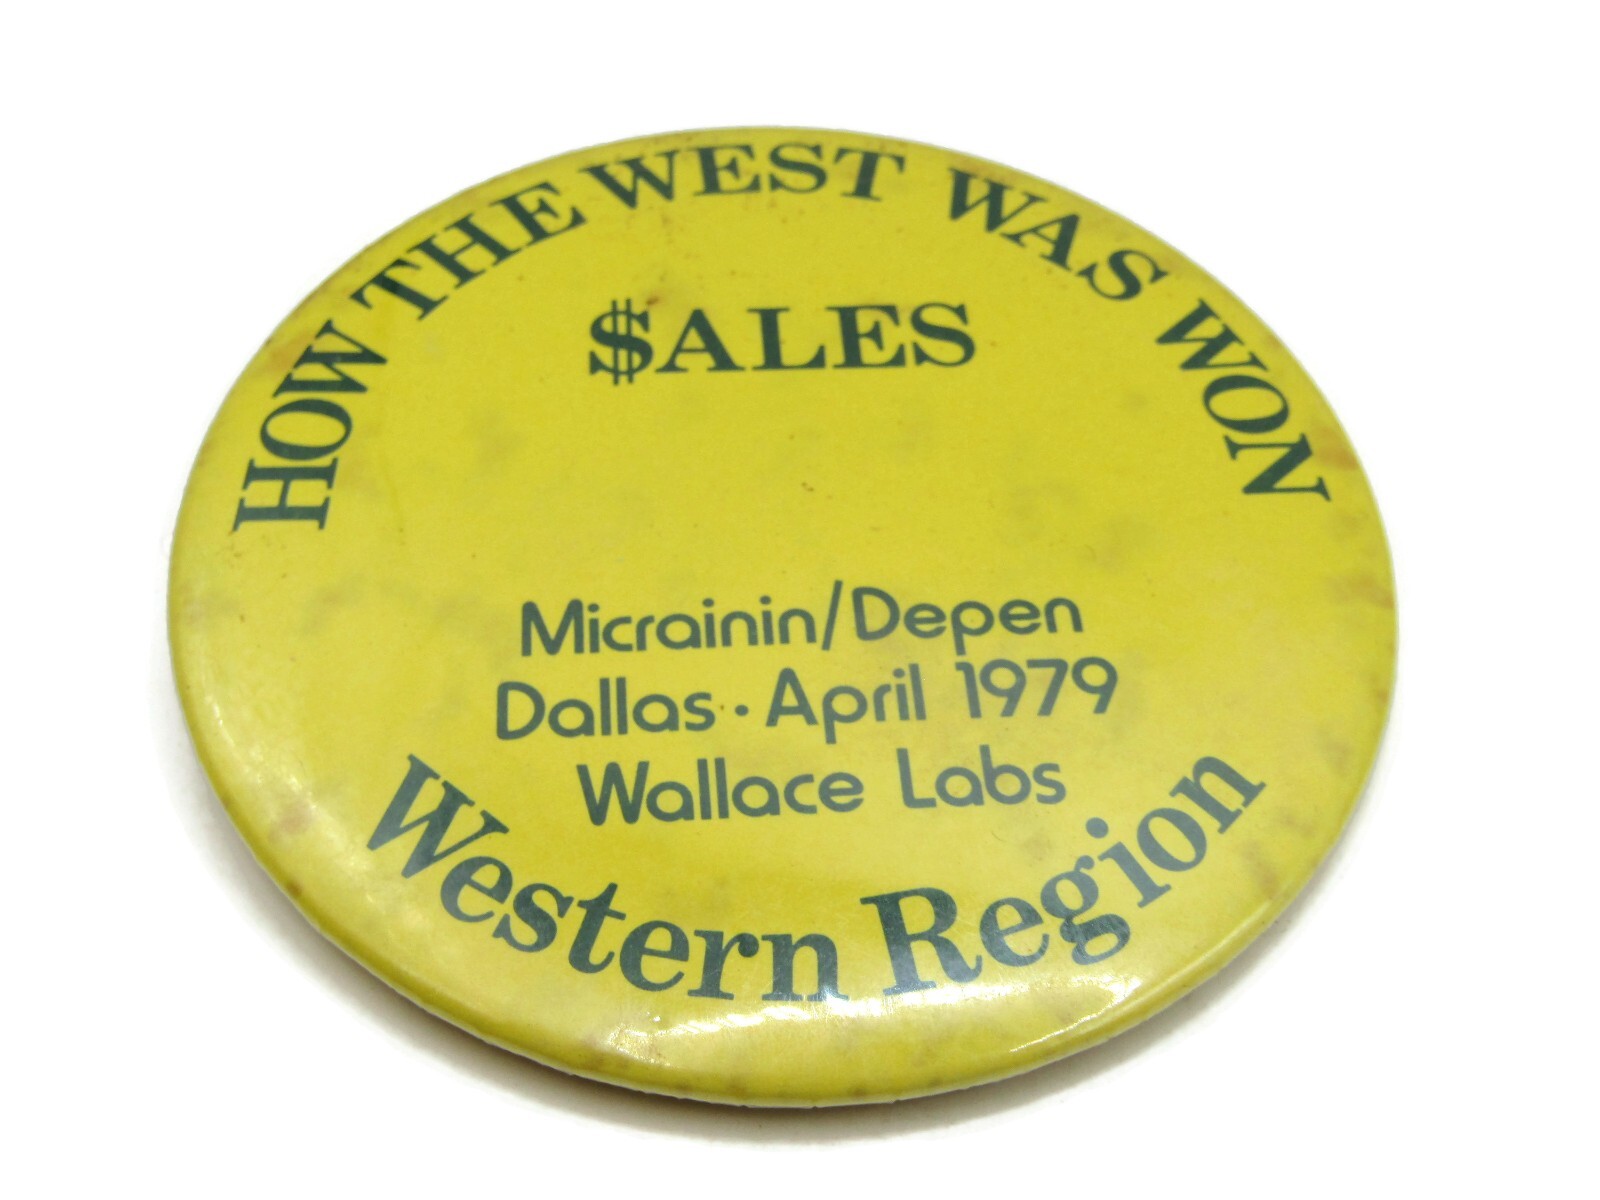 HOW THE WEST WAS WON
$ALES
Micrainin/Depen
Dallas · April 1979
Wallace Labs
Western Region